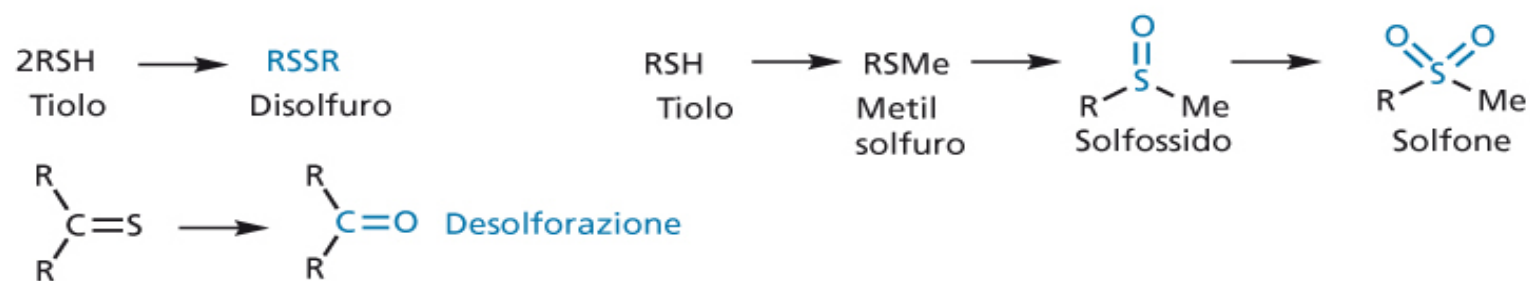 2RSH RSSR
Tiolo Disolfuro
RSH RSMe
Tiolo Metil
solfuro
O
S
R Me
Solfossido
O O
S
R Me
Solfone
R
C=S
R
R
C=O Desolforazione
R